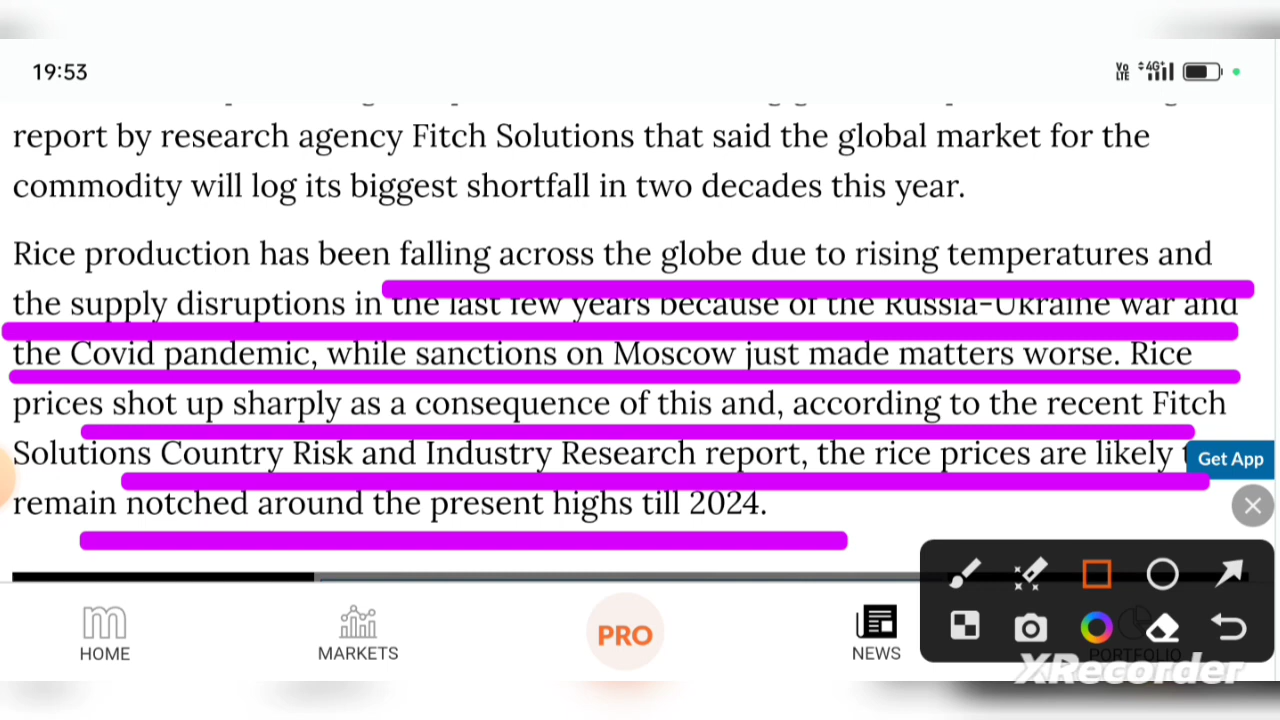 19:53
Vo LTE 4G+
report by research agency Fitch Solutions that said the global market for the
commodity will log its biggest shortfall in two decades this year.
Rice production has been falling across the globe due to rising temperatures and
the supply disruptions in the last few years because of the Russia-Ukraine war and
the Covid pandemic, while sanctions on Moscow just made matters worse. Rice
prices shot up sharply as a consequence of this and, according to the recent Fitch
Solutions Country Risk and Industry Research report, the rice prices are likely
Get App
remain notched around the present highs till 2024.
HOME
MARKETS
PRO
NEWS
PORTFOLIO
XRecorder